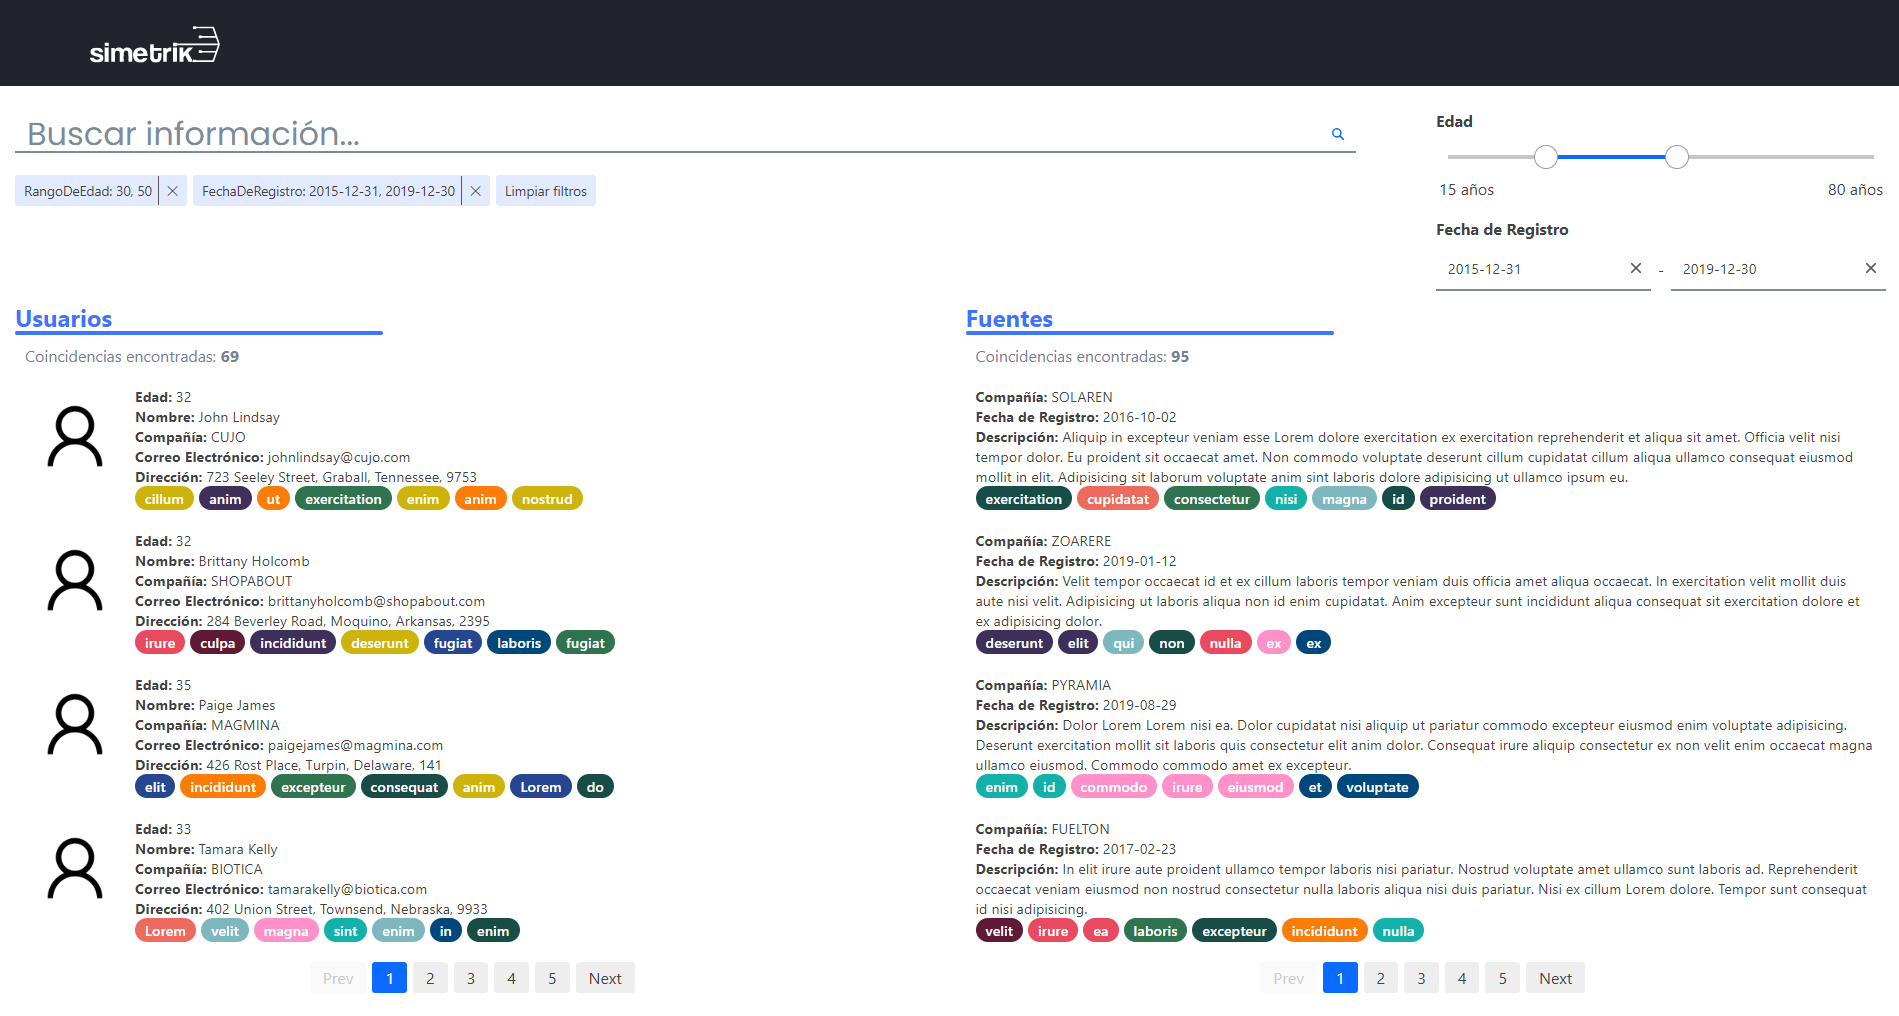 simetrik
Buscar información...
RangoDeEdad: 30, 50
FechaDeRegistro: 2015-12-31, 2019-12-30
Limpiar filtros
Edad
15 años
80 años
Fecha de Registro
2015-12-31
-
2019-12-30
Usuarios
Coincidencias encontradas: 69
Edad: 32
Nombre: John Lindsay
Compañía: CUJO
Correo Electrónico: johnlindsay@cujo.com
Dirección: 723 Seeley Street, Graball, Tennessee, 9753
cillum anim ut exercitation enim anim nostrud
Edad: 32
Nombre: Brittany Holcomb
Compañía: SHOPABOUT
Correo Electrónico: brittanyholcomb@shopabout.com
Dirección: 284 Beverley Road, Moquino, Arkansas, 2395
irure culpa incididunt deserunt fugiat laboris fugiat
Edad: 35
Nombre: Paige James
Compañía: MAGMINA
Correo Electrónico: paigejames@magmina.com
Dirección: 426 Rost Place, Turpin, Delaware, 141
elit incididunt excepteur consequat anim Lorem do
Edad: 33
Nombre: Tamara Kelly
Compañía: BIOTICA
Correo Electrónico: tamarakelly@biotica.com
Dirección: 402 Union Street, Townsend, Nebraska, 9933
Lorem velit magna sint enim in enim
Prev 1 2 3 4 5 Next
Fuentes
Coincidencias encontradas: 95
Compañía: SOLAREN
Fecha de Registro: 2016-10-02
Descripción: Aliquip in excepteur veniam esse Lorem dolore exercitation ex exercitation reprehenderit et aliqua sit amet. Officia velit nisi
tempor dolor. Eu proident sit occaecat amet. Non commodo voluptate deserunt cillum cupidatat cillum aliqua ullamco consequat eiusmod
mollit in elit. Adipisicing sit laborum voluptate anim sint laboris dolore adipisicing ut ullamco ipsum eu.
exercitation cupidatat consectetur nisi magna id proident
Compañía: ZOARERE
Fecha de Registro: 2019-01-12
Descripción: Velit tempor occaecat id et ex cillum laboris tempor veniam duis officia amet aliqua occaecat. In exercitation velit mollit duis
aute nisi velit. Adipisicing ut laboris aliqua non id enim cupidatat. Anim excepteur sunt incididunt aliqua consequat sit exercitation dolore et
ex adipisicing dolor.
deserunt elit qui non nulla ex ex
Compañía: PYRAMIA
Fecha de Registro: 2019-08-29
Descripción: Dolor Lorem Lorem nisi ea. Dolor cupidatat nisi aliquip ut pariatur commodo excepteur eiusmod enim voluptate adipisicing.
Deserunt exercitation mollit sit laboris quis consectetur elit anim dolor. Consequat irure aliquip consectetur ex non velit enim occaecat magna
ullamco eiusmod. Commodo commodo amet ex excepteur.
enim id commodo irure eiusmod et voluptate
Compañía: FUELTON
Fecha de Registro: 2017-02-23
Descripción: In elit irure aute proident ullamco tempor laboris nisi pariatur. Nostrud voluptate amet ullamco sunt laboris ad. Reprehenderit
occaecat veniam eiusmod non nostrud consectetur nulla laboris aliqua nisi duis pariatur. Nisi ex cillum Lorem dolore. Tempor sunt consequat
id nisi adipisicing.
velit irure ea laboris excepteur incididunt nulla
Prev 1 2 3 4 5 Next